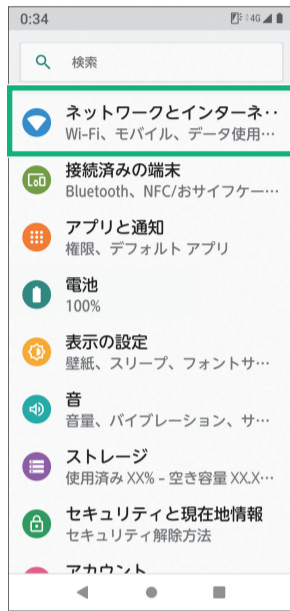 0:34 4G
検索
ネットワークとインターネ‥
Wi-Fi、モバイル、データ使用…
接続済みの端末
Bluetooth、NFC/おサイフケー…
アプリと通知
権限、デフォルト アプリ
電池
100%
表示の設定
壁紙、スリープ、フォントサ…
音
音量、バイブレーション、サ…
ストレージ
使用済み XX% – 空き容量 XX.X…
セキュリティと現在地情報
セキュリティ解除方法
アカウント